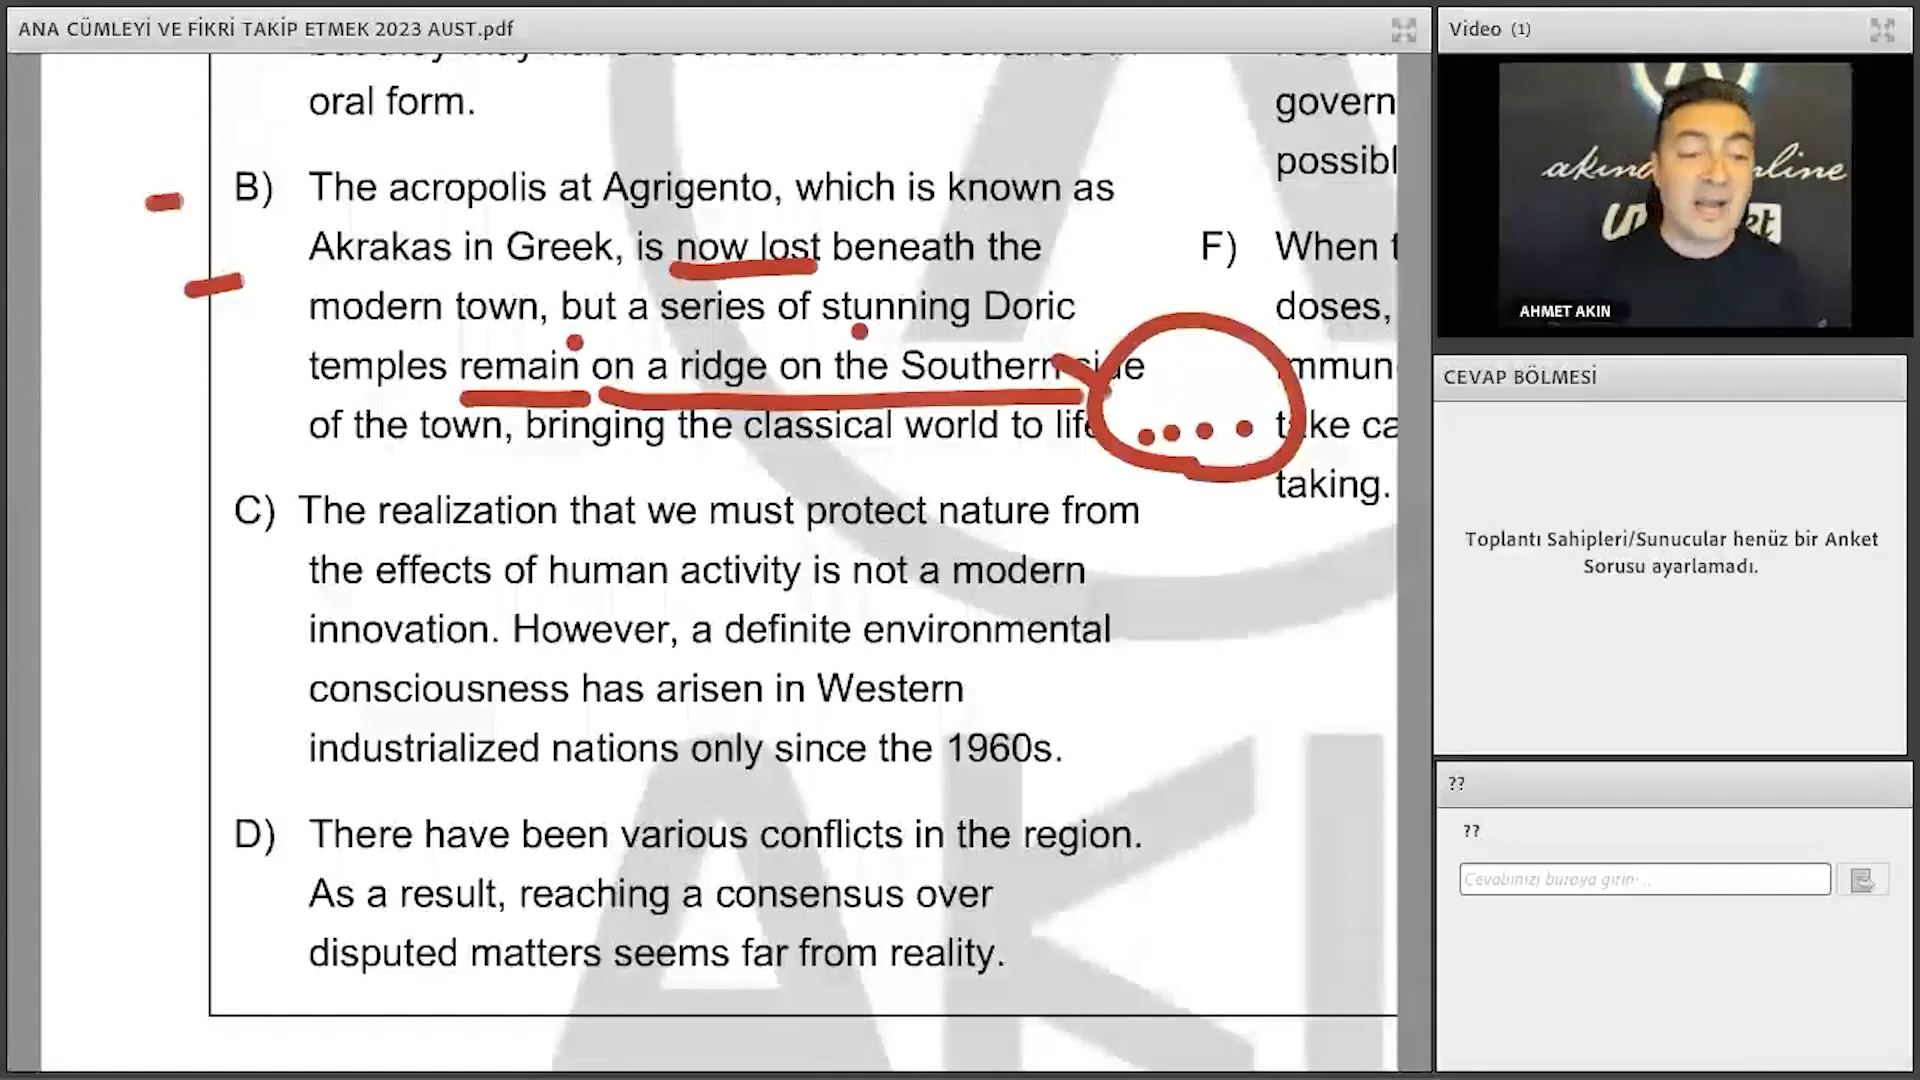 ANA CÜMLEYİ VE FİKRİ TAKİP ETMEK 2023 AUST.pdf
oral form.
B) The acropolis at Agrigento, which is known as
Akrakas in Greek, is now lost beneath the
modern town, but a series of stunning Doric
temples remain on a ridge on the Southern side
of the town, bringing the classical world to life
C) The realization that we must protect nature from
the effects of human activity is not a modern
innovation. However, a definite environmental
consciousness has arisen in Western
industrialized nations only since the 1960s.
D) There have been various conflicts in the region.
As a result, reaching a consensus over
disputed matters seems far from reality.
govern
possibl
F) When t
doses,
mmun
take ca
taking.
AKI
Video (1)
AHMET AKIN
CEVAP BÖLMESİ
Toplantı Sahipleri/Sunucular henüz bir Anket
Sorusu ayarlamadı.
??
??
Cevabınızı buraya girin: ..